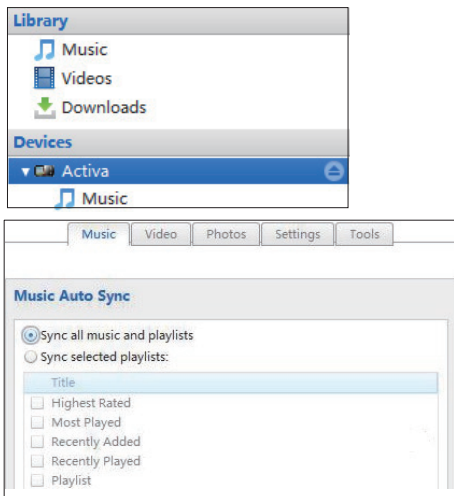 Library
Music
Videos
Downloads
Devices
Activa
Music
Music Video Photos Settings Tools
Music Auto Sync
Sync all music and playlists
Sync selected playlists:
Title
Highest Rated
Most Played
Recently Added
Recently Played
Playlist